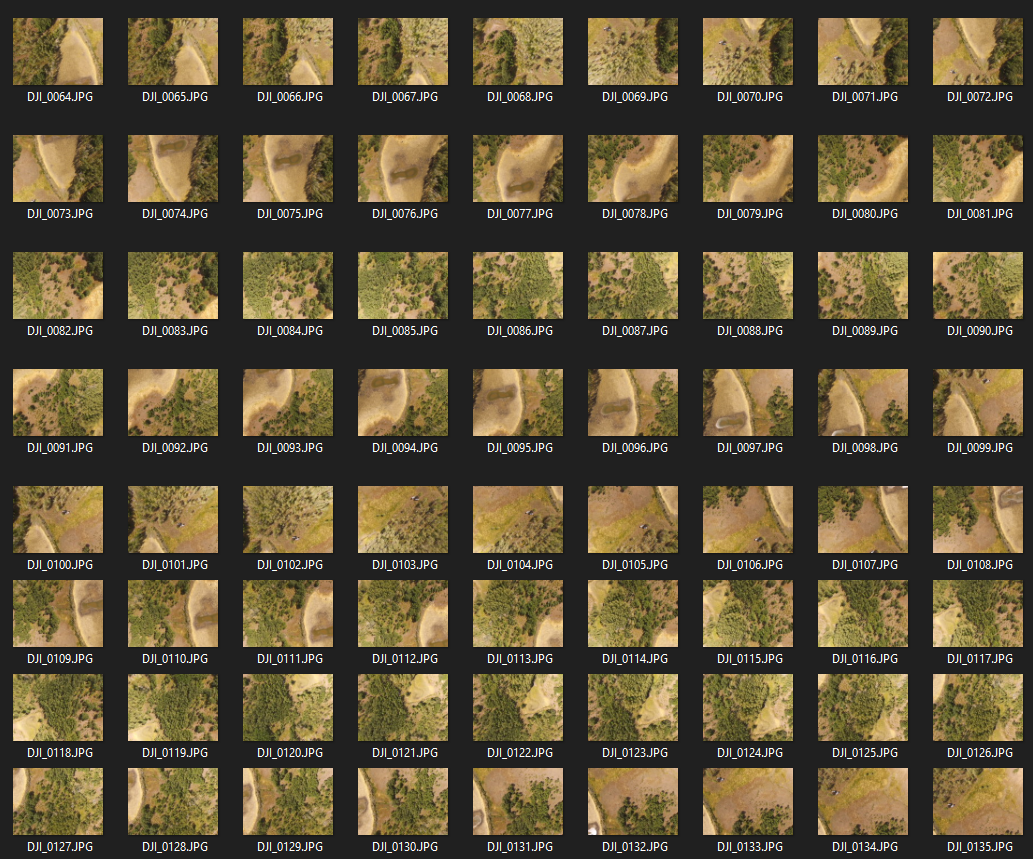 DJI_0064.JPG DJI_0065.JPG DJI_0066.JPG DJI_0067.JPG DJI_0068.JPG DJI_0069.JPG DJI_0070.JPG DJI_0071.JPG DJI_0072.JPG
DJI_0073.JPG DJI_0074.JPG DJI_0075.JPG DJI_0076.JPG DJI_0077.JPG DJI_0078.JPG DJI_0079.JPG DJI_0080.JPG DJI_0081.JPG
DJI_0082.JPG DJI_0083.JPG DJI_0084.JPG DJI_0085.JPG DJI_0086.JPG DJI_0087.JPG DJI_0088.JPG DJI_0089.JPG DJI_0090.JPG
DJI_0091.JPG DJI_0092.JPG DJI_0093.JPG DJI_0094.JPG DJI_0095.JPG DJI_0096.JPG DJI_0097.JPG DJI_0098.JPG DJI_0099.JPG
DJI_0100.JPG DJI_0101.JPG DJI_0102.JPG DJI_0103.JPG DJI_0104.JPG DJI_0105.JPG DJI_0106.JPG DJI_0107.JPG DJI_0108.JPG
DJI_0109.JPG DJI_0110.JPG DJI_0111.JPG DJI_0112.JPG DJI_0113.JPG DJI_0114.JPG DJI_0115.JPG DJI_0116.JPG DJI_0117.JPG
DJI_0118.JPG DJI_0119.JPG DJI_0120.JPG DJI_0121.JPG DJI_0122.JPG DJI_0123.JPG DJI_0124.JPG DJI_0125.JPG DJI_0126.JPG
DJI_0127.JPG DJI_0128.JPG DJI_0129.JPG DJI_0130.JPG DJI_0131.JPG DJI_0132.JPG DJI_0133.JPG DJI_0134.JPG DJI_0135.JPG